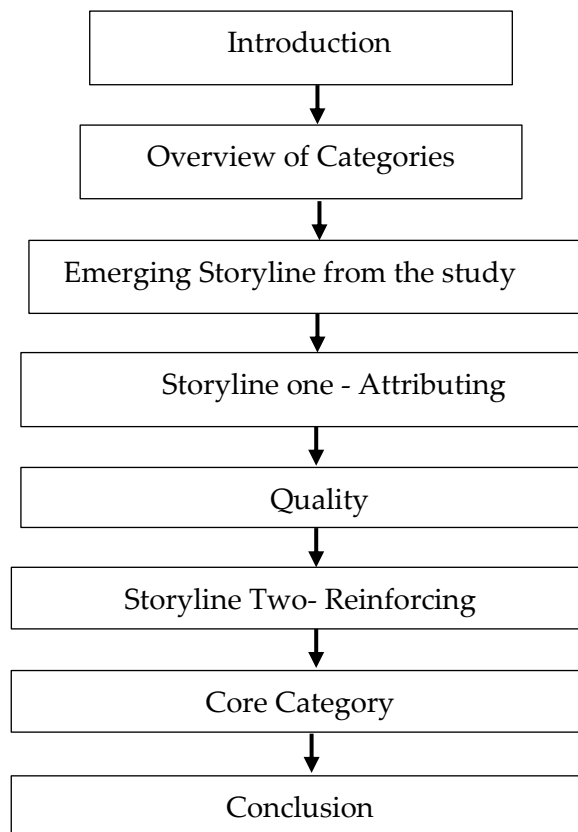 Introduction
Overview of Categories
Emerging Storyline from the study
Storyline one - Attributing
Quality
Storyline Two- Reinforcing
Core Category
Conclusion